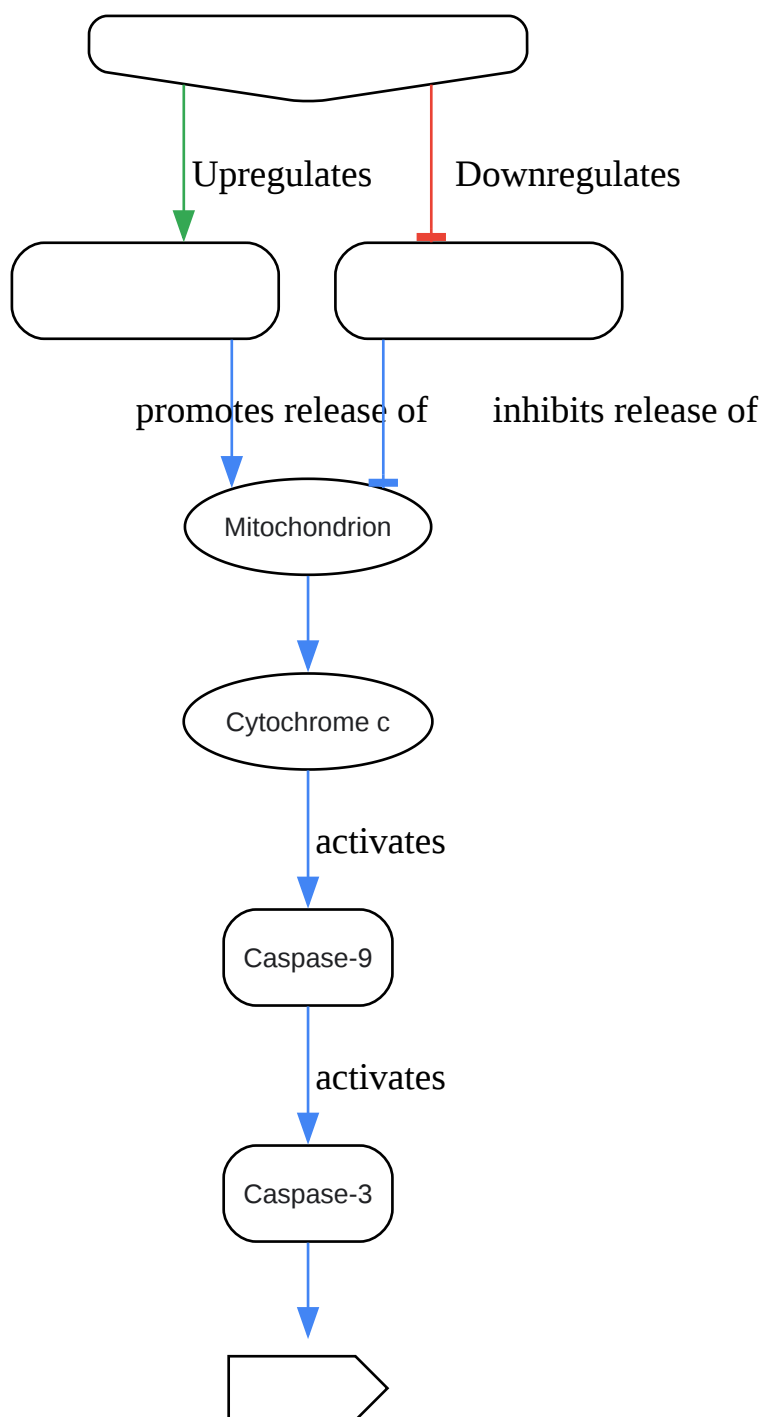 Upregulates
Downregulates
promotes release of
inhibits release of
Mitochondrion
Cytochrome c
activates
Caspase-9
activates
Caspase-3